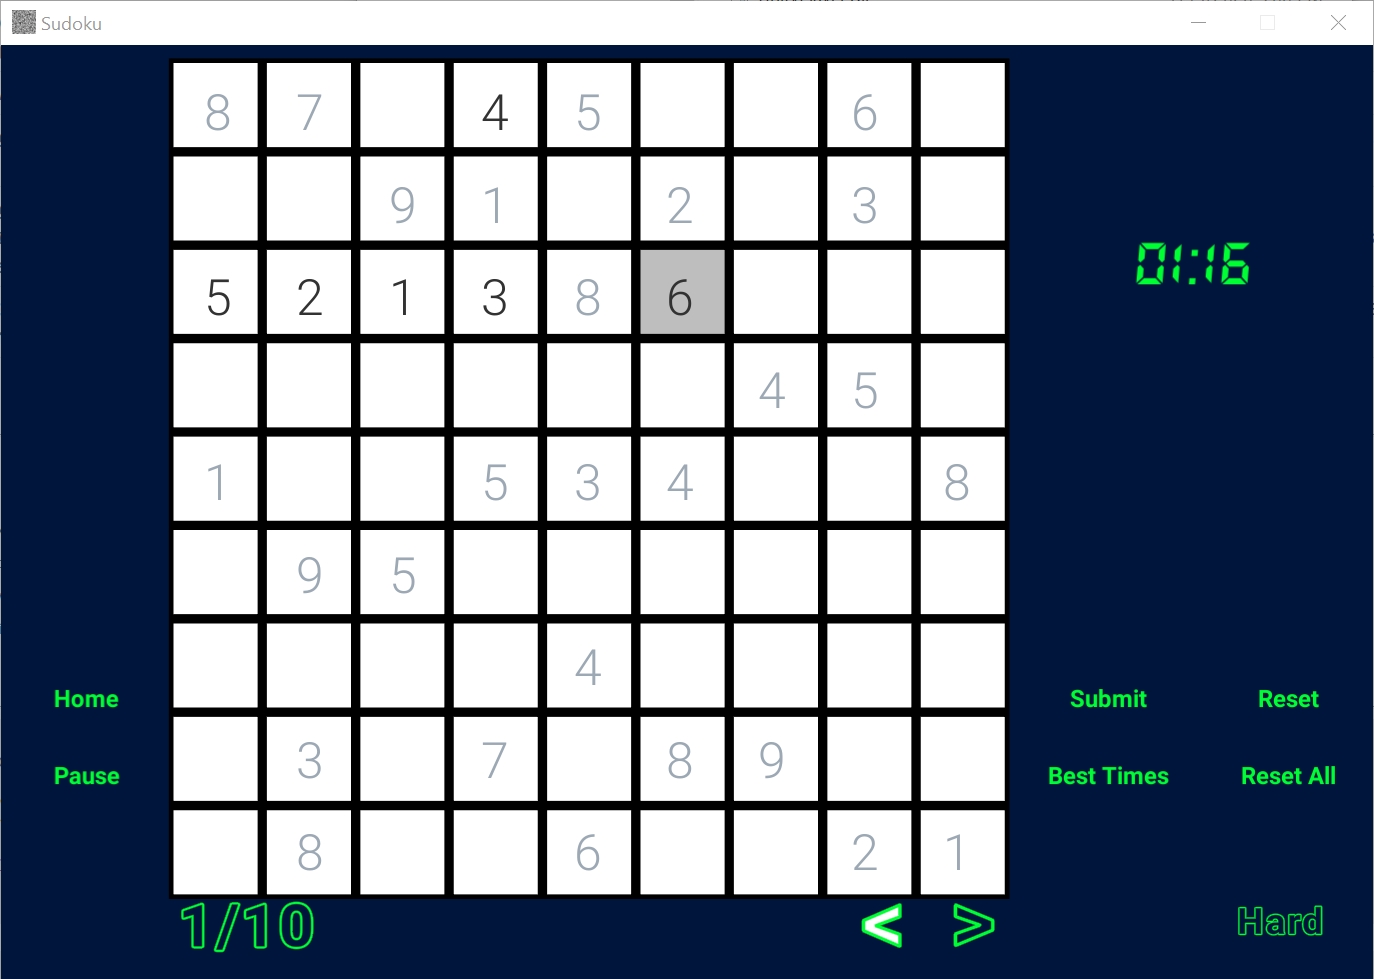 Sudoku
8 7 4 5 6
9 1 2 3
5 2 1 3 8 6
01:16
4 5
1 5 3 4 8
9 5
4
Home
Submit Reset
3 7 8 9
Pause
Best Times Reset All
8 6 2 1
1/10 < > Hard